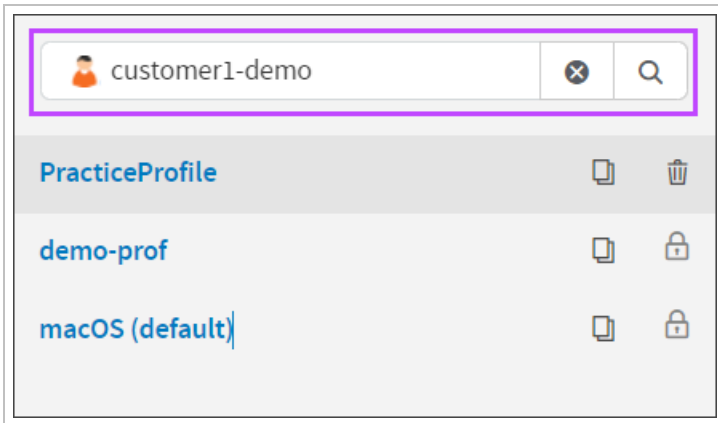 customer1-demo
PracticeProfile
demo-prof
macOS (default)